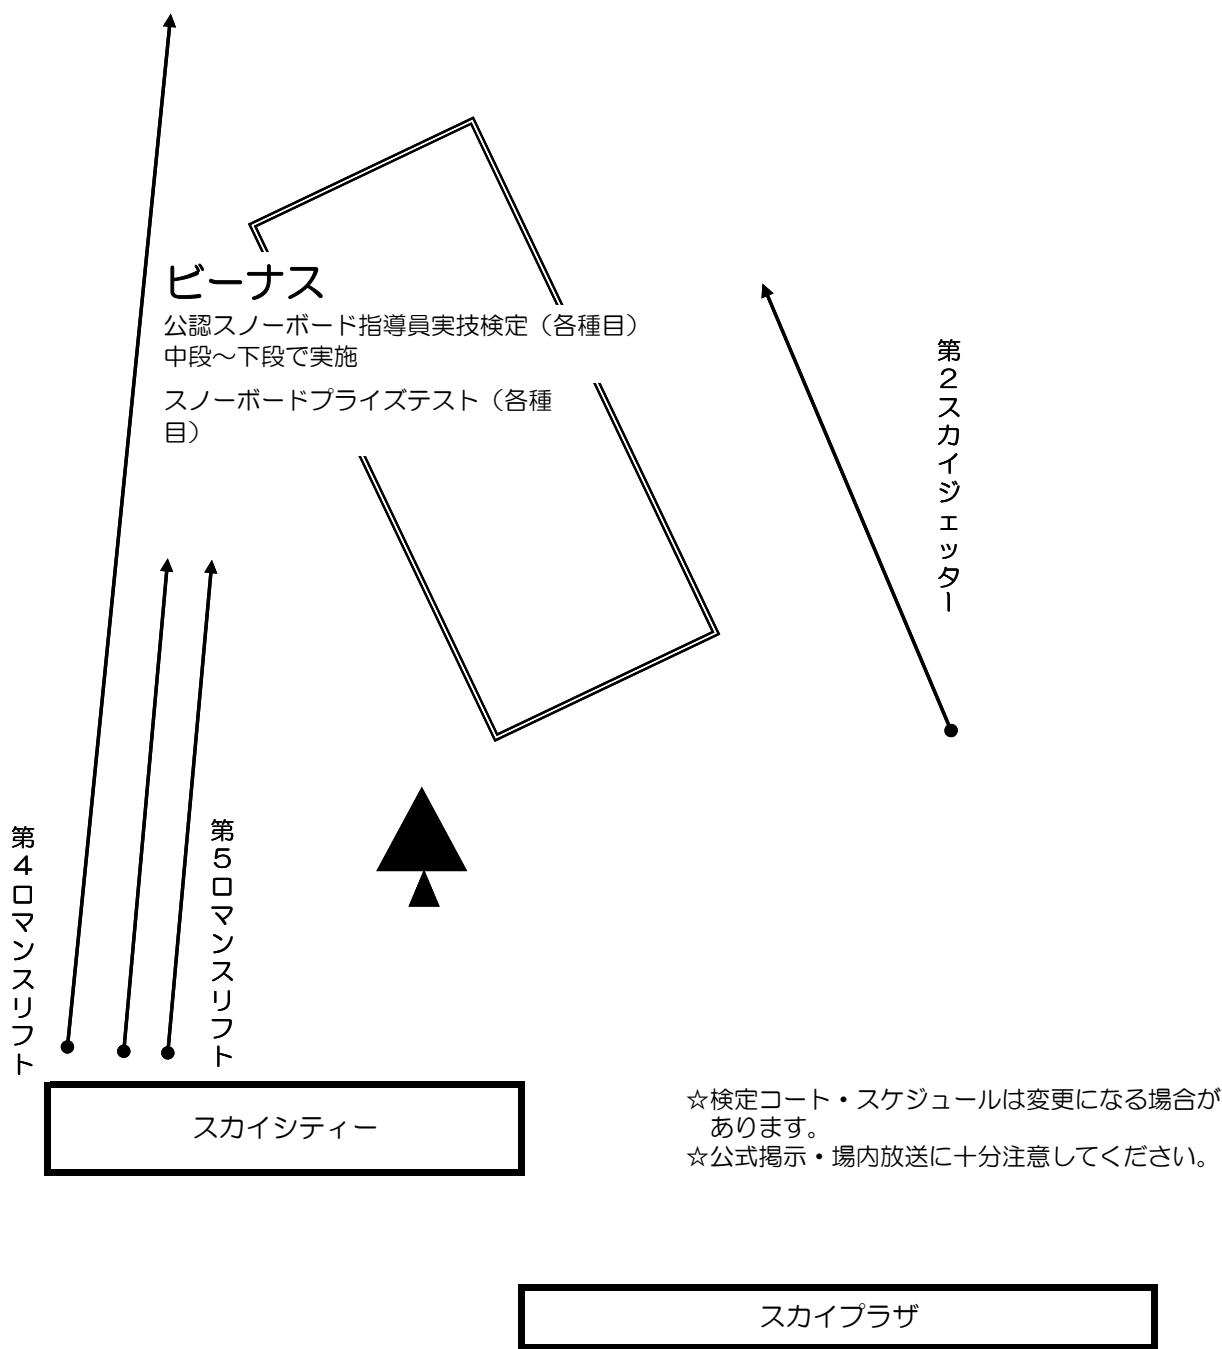 ビーナス
公認スノーボード指導員実技検定（各種目）
中段～下段で実施
スノーボードプライズテスト（各種
目）
第２スカイジェッター
第４ロマンスリフト
第５ロマンスリフト
スカイシティー
☆検定コート・スケジュールは変更になる場合が
あります。
☆公式掲示・場内放送に十分注意してください。
スカイプラザ